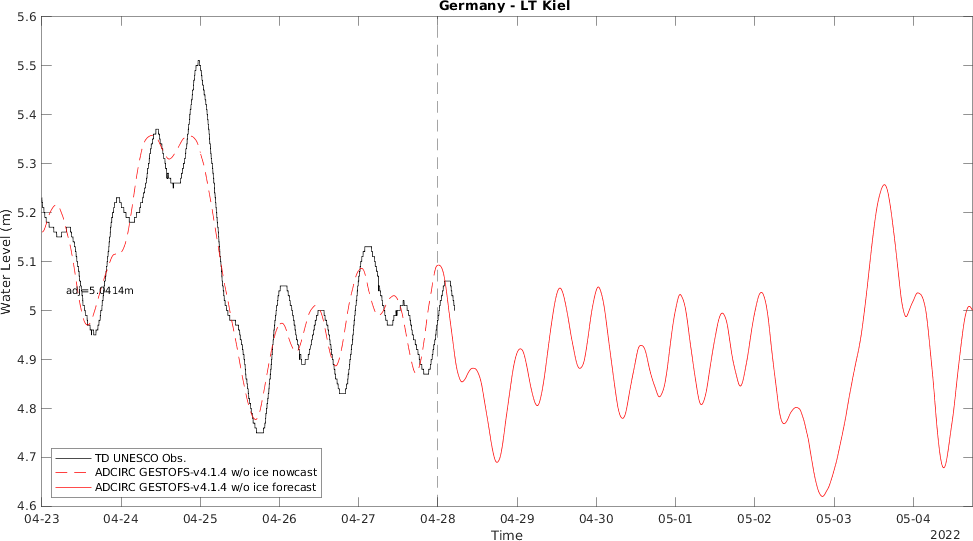 Germany - LT Kiel
5.6
5.5
5.4
5.3
5.2
5.1
5
4.9
4.8
4.7
4.6
Water Level (m)
adj=5.0414m
TD UNESCO Obs.
ADCIRC GESTOFS-v4.1.4 w/o ice nowcast
ADCIRC GESTOFS-v4.1.4 w/o ice forecast
04-23 04-24 04-25 04-26 04-27 04-28 04-29 04-30 05-01 05-02 05-03 05-04
Time
2022